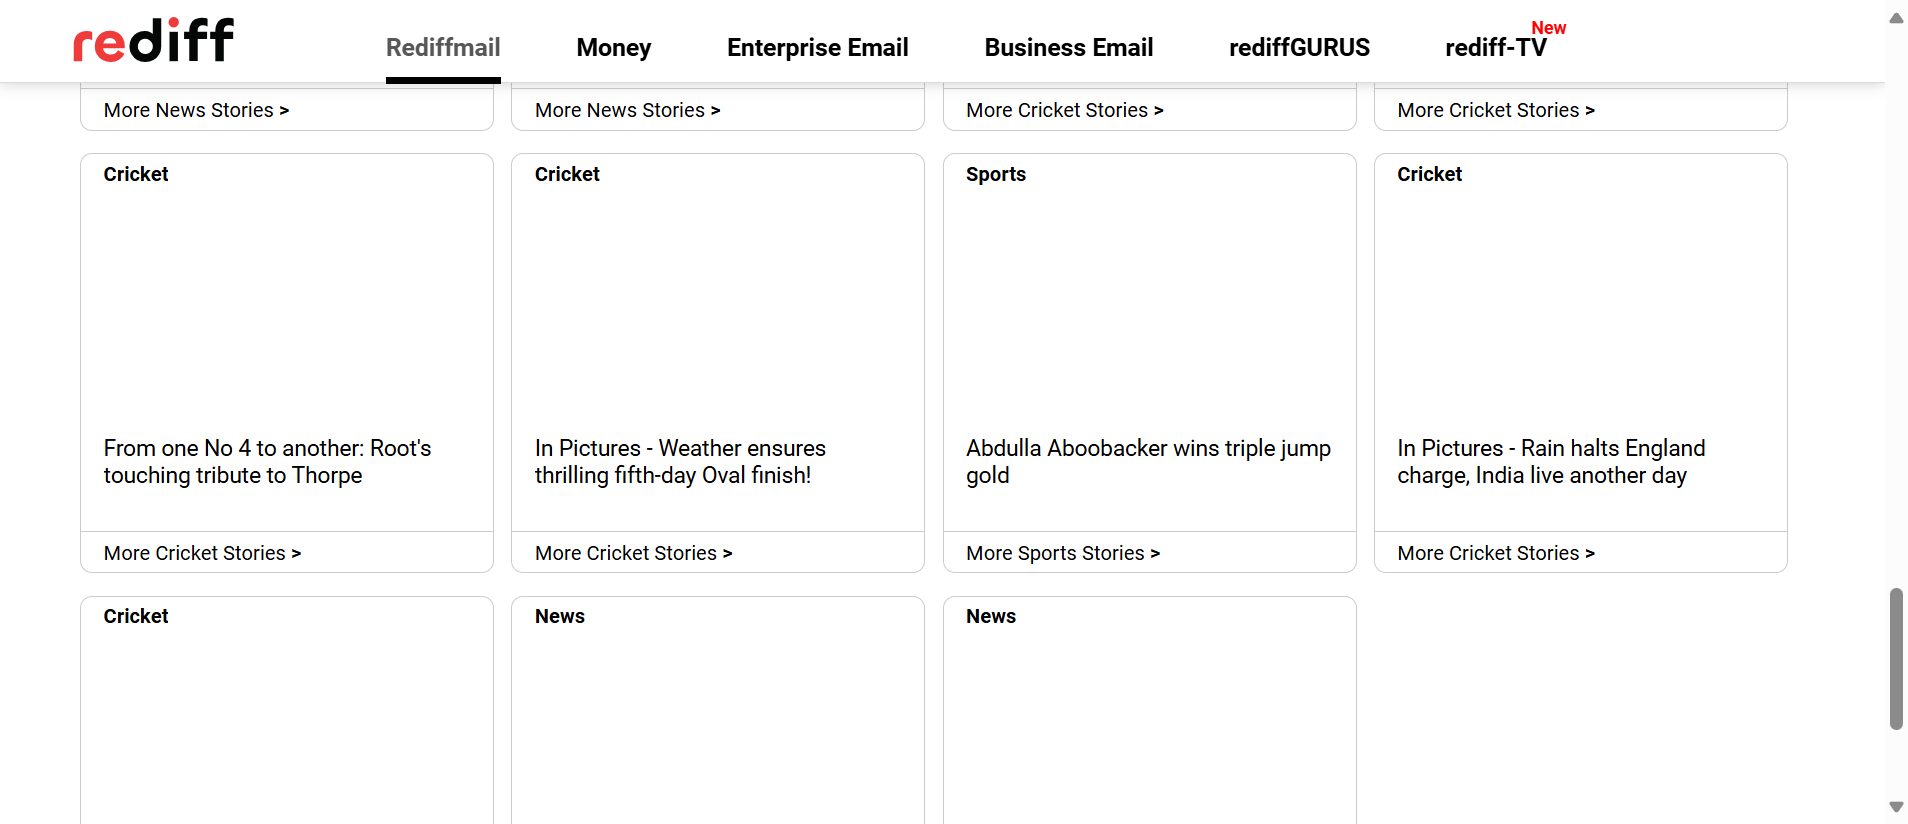 rediff
Rediffmail
Money
Enterprise Email
Business Email
rediffGURUS
rediff-TV
New
More News Stories >
More News Stories >
More Cricket Stories >
More Cricket Stories >
Cricket
From one No 4 to another: Root's
touching tribute to Thorpe
More Cricket Stories >
Cricket
In Pictures - Weather ensures
thrilling fifth-day Oval finish!
More Cricket Stories >
Sports
Abdulla Aboobacker wins triple jump
gold
More Sports Stories >
Cricket
In Pictures - Rain halts England
charge, India live another day
More Cricket Stories >
Cricket
News
News